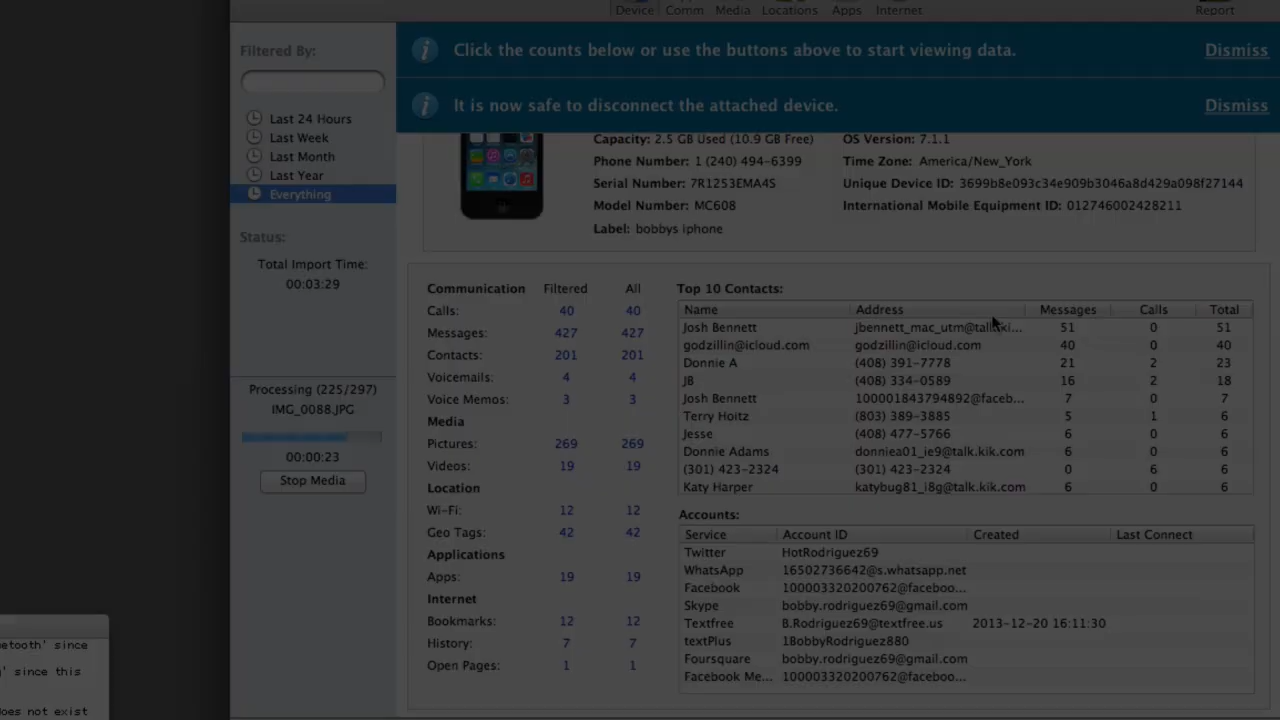 Device Comm Media Locations Apps Internet Report
Filtered By:
Click the counts below or use the buttons above to start viewing data. Dismiss
It is now safe to disconnect the attached device. Dismiss
Last 24 Hours
Last Week
Last Month
Last Year
Everything
Status:
Total Import Time:
00:03:29
Processing (225/297)
IMG_0088.JPG
00:00:23
Stop Media
Capacity: 2.5 GB Used (10.9 GB Free) OS Version: 7.1.1
Phone Number: 1 (240) 494-6399 Time Zone: America/New_York
Serial Number: 7R1253EMA4S Unique Device ID: 3699b8e093c34e909b3046a8d429a098f27144
Model Number: MC608 International Mobile Equipment ID: 012746002428211
Label: bobbys iphone
Communication Filtered All
Calls: 40 40
Messages: 427 427
Contacts: 201 201
Voicemails: 4 4
Voice Memos: 3 3
Media
Pictures: 269 269
Videos: 19 19
Location
Wi-Fi: 12 12
Geo Tags: 42 42
Applications
Apps: 19 19
Internet
Bookmarks: 12 12
History: 7 7
Open Pages: 1 1
Top 10 Contacts:
Name Address Messages Calls Total
Josh Bennett jbennett_mac_utm@talk.ki... 51 0 51
godzillin@icloud.com godzillin@icloud.com 40 0 40
Donnie A (408) 391-7778 21 2 23
JB (408) 334-0589 16 2 18
Josh Bennett 100001843794892@faceb... 7 0 7
Terry Hoitz (803) 389-3885 5 1 6
Jesse (408) 477-5766 6 0 6
Donnie Adams donniea01_ie9@talk.kik.com 6 0 6
(301) 423-2324 (301) 423-2324 0 6 6
Katy Harper katybug81_i8g@talk.kik.com 6 0 6
Accounts:
Service Account ID Created Last Connect
Twitter HotRodriguez69
WhatsApp 16502736642@s.whatsapp.net
Facebook 100003320200762@faceboo...
Skype bobby.rodriguez69@gmail.com
Textfree B.Rodriguez69@textfree.us 2013-12-20 16:11:30
textPlus 1BobbyRodriguez880
Foursquare bobby.rodriguez69@gmail.com
Facebook Me... 100003320200762@faceboo...
etooth' since
' since this
does not exist